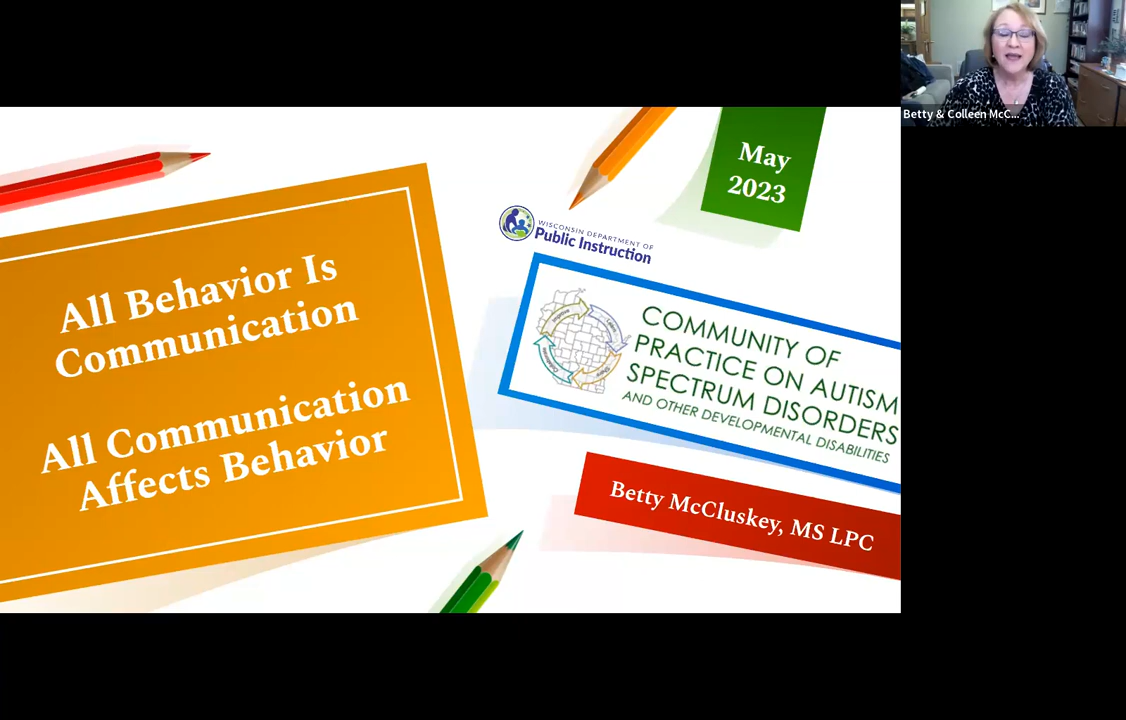 Betty & Colleen McC...
May
2023
WISCONSIN DEPARTMENT OF
Public Instruction
All Behavior Is
Communication
All Communication
Affects Behavior
COMMUNITY OF
PRACTICE ON AUTISM
SPECTRUM DISORDERS
AND OTHER DEVELOPMENTAL DISABILITIES
Betty McCluskey, MS LPC